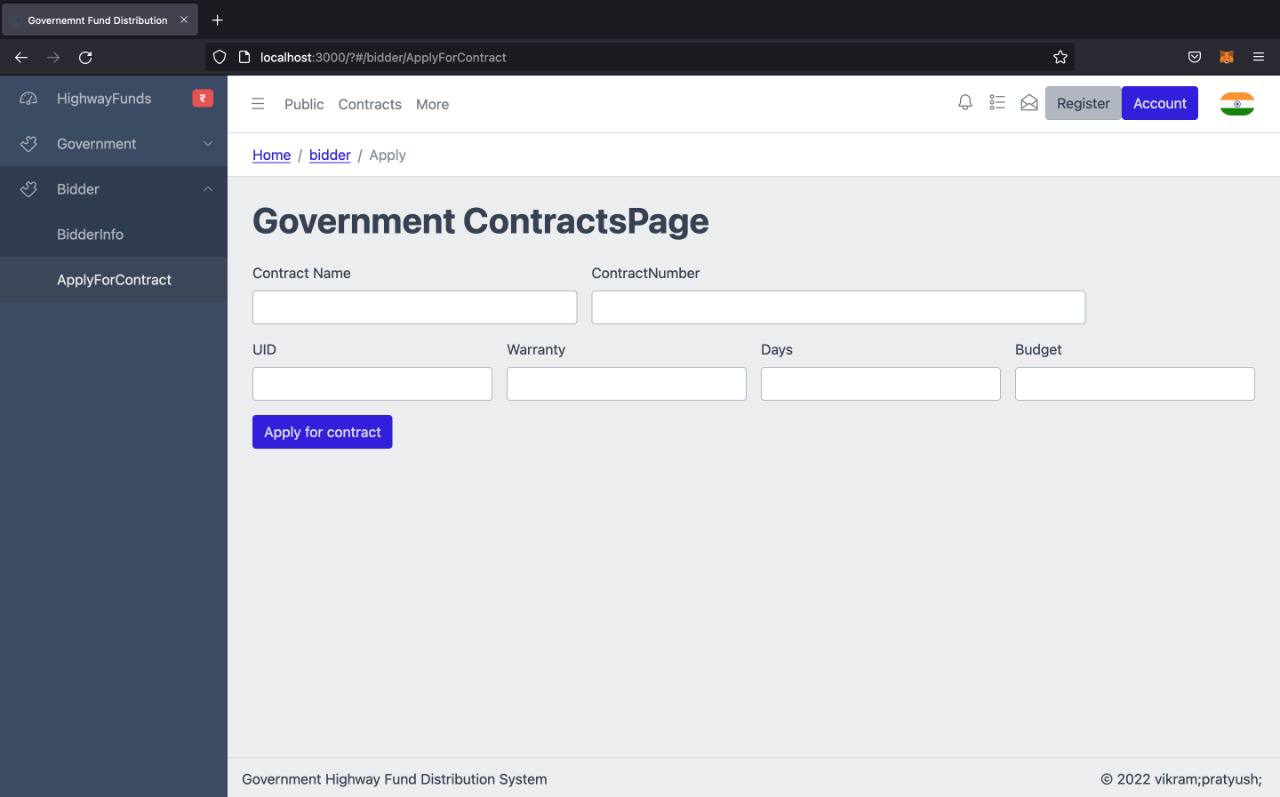 Governemnt Fund Distribution
localhost:3000/?#/bidder/ApplyForContract
HighwayFunds ₹
Government
Bidder
BidderInfo
ApplyForContract
Public Contracts More Register Account
Home / bidder / Apply
Government ContractsPage
Contract Name ContractNumber
UID Warranty Days Budget
Apply for contract
Government Highway Fund Distribution System © 2022 vikram;pratyush;